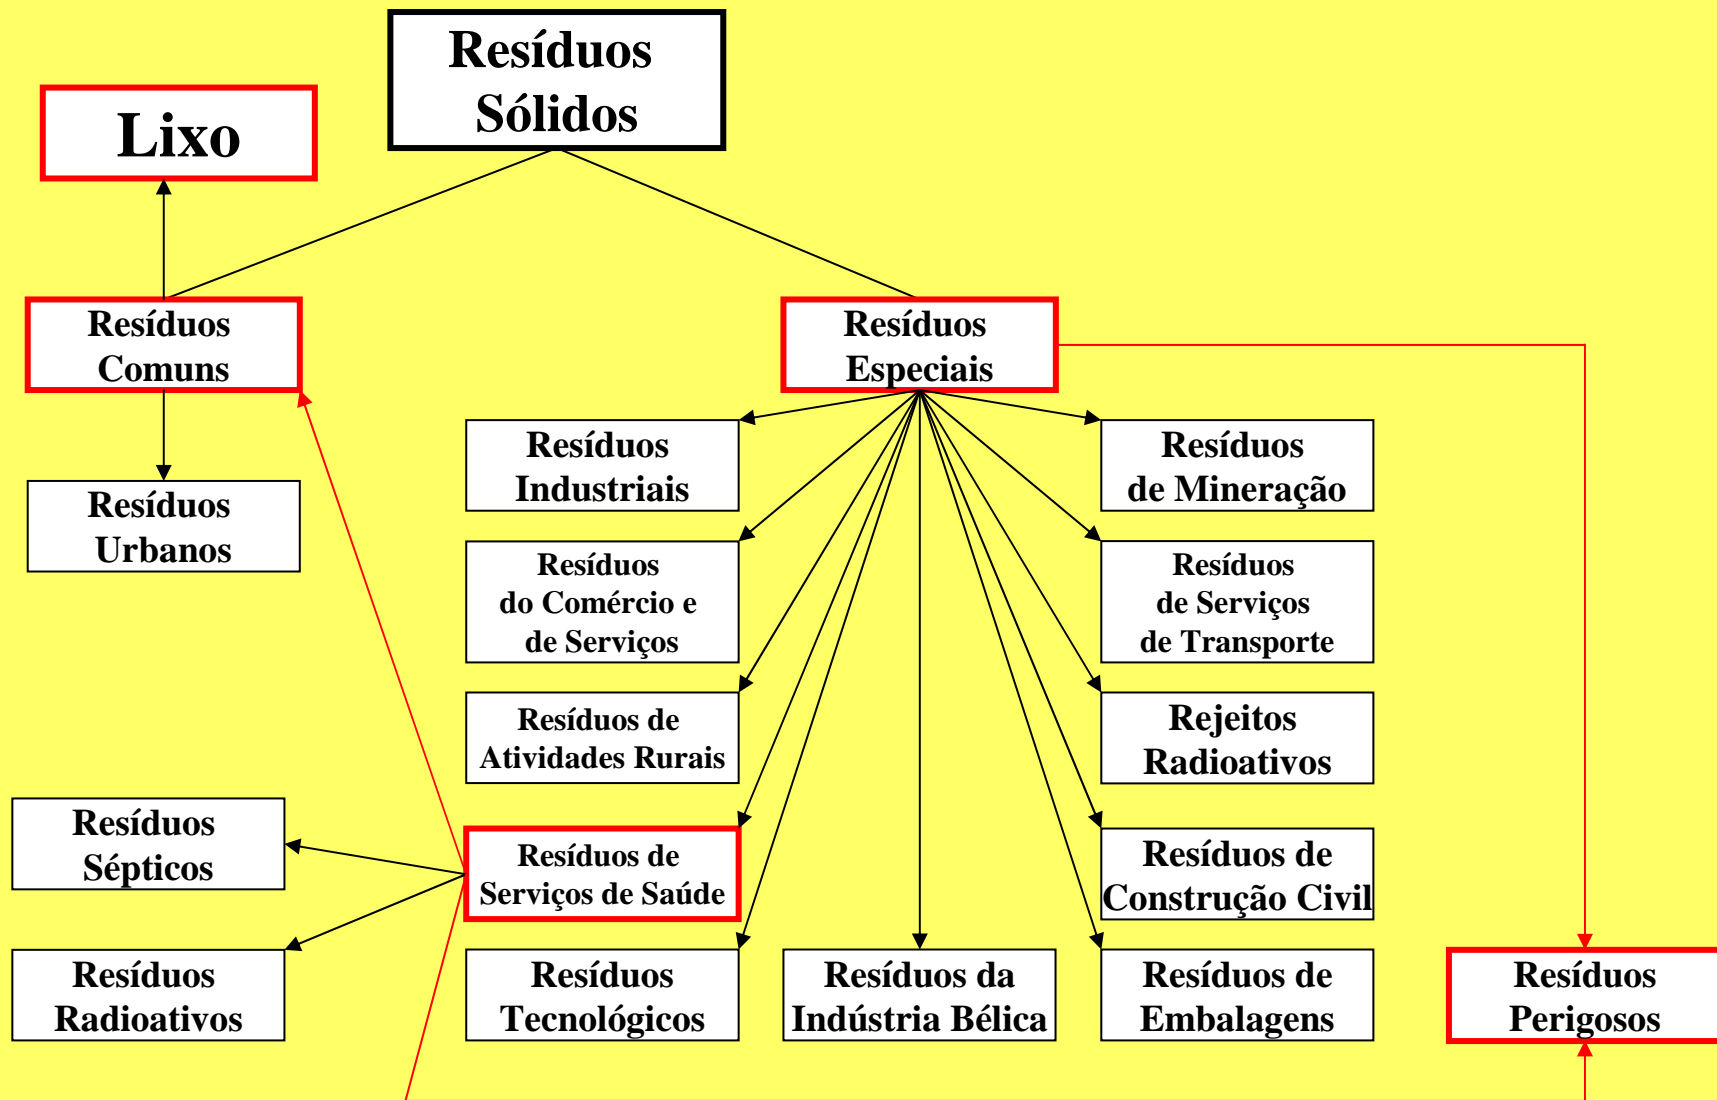 Resíduos
Sólidos
Lixo
Resíduos
Comuns
Resíduos
Especiais
Resíduos
Urbanos
Resíduos
Industriais
Resíduos
de Mineração
Resíduos
do Comércio e
de Serviços
Resíduos
de Serviços
de Transporte
Resíduos de
Atividades Rurais
Rejeitos
Radioativos
Resíduos
Sépticos
Resíduos de
Serviços de Saúde
Resíduos de
Construção Civil
Resíduos
Radioativos
Resíduos
Tecnológicos
Resíduos da
Indústria Bélica
Resíduos de
Embalagens
Resíduos
Perigosos